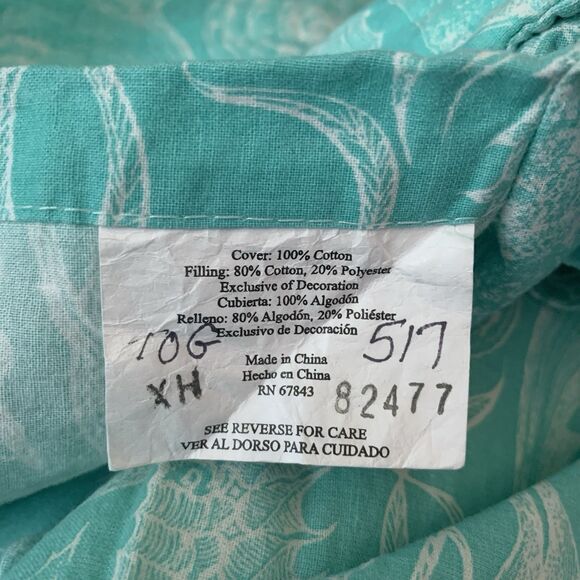 Cover: 100% Cotton
Filling: 80% Cotton, 20% Polyester
Exclusive of Decoration
Cubierta: 100% Algodón
Relleno: 80% Algodón, 20% Poliéster
Exclusivo de Decoración
TOG
517
Made in China
Hecho en China
XH
RN 67843
82477
SEE REVERSE FOR CARE
VER AL DORSO PARA CUIDADO